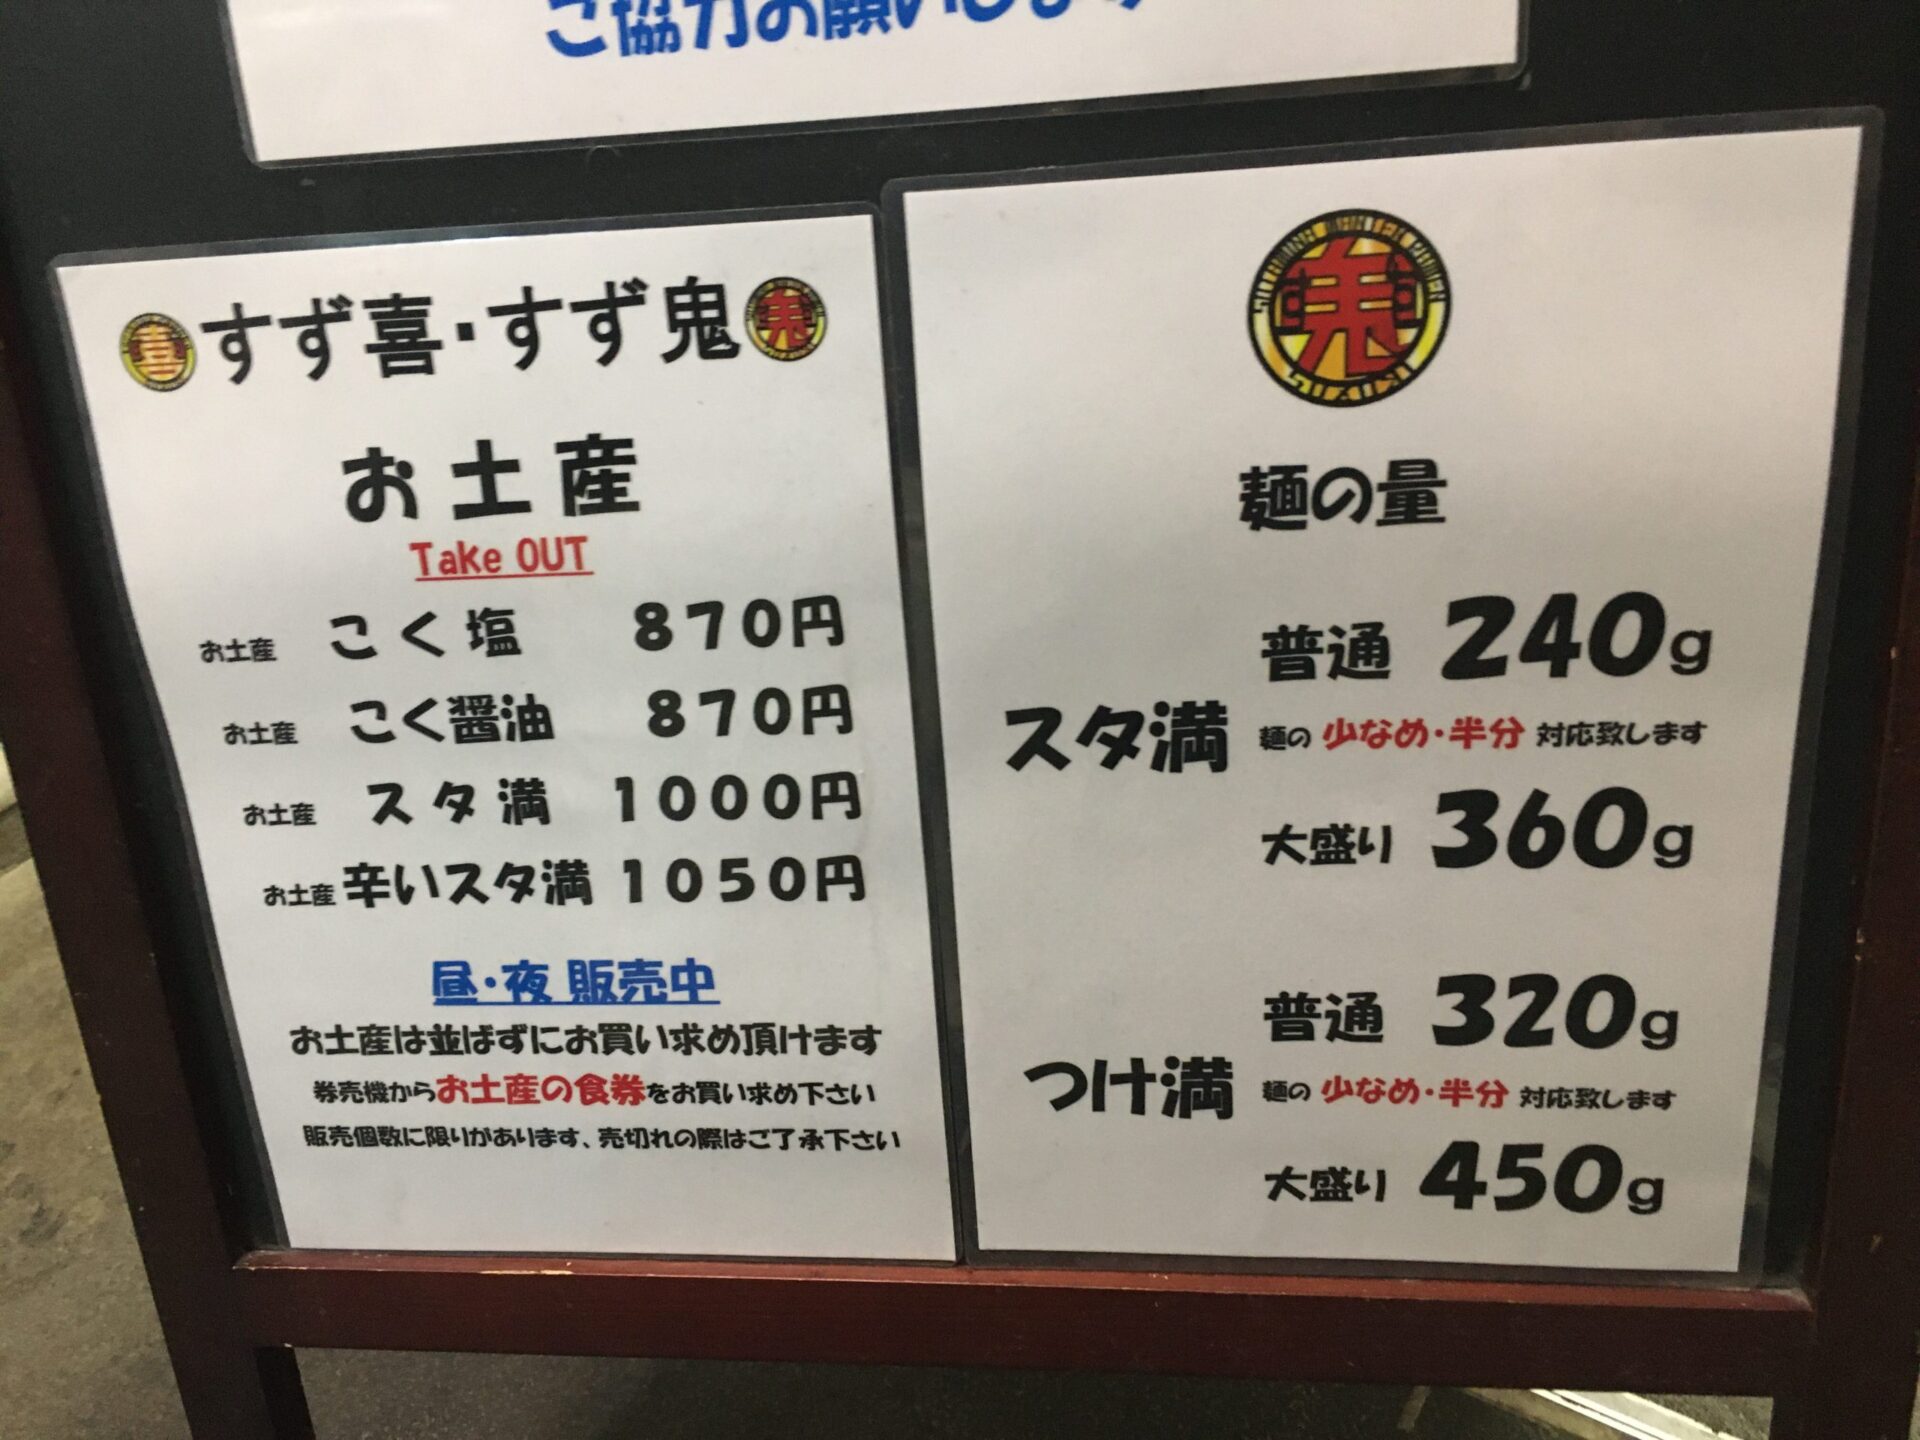 ご協力お願いします
喜 すず喜・すず鬼
お土産
Take OUT
お土産 こく塩 870円
お土産 こく醤油 870円
お土産 スタ満 1000円
お土産 辛いスタ満 1050円
昼・夜 販売中
お土産は並ばずにお買い求め頂けます
券売機からお土産の食券をお買い求め下さい
販売個数に限りがあります、売切れの際はご了承下さい
SUZUKI
麺の量
スタ満
普通 240g
麺の 少なめ・半分 対応致します
大盛り 360g
つけ満
普通 320g
麺の 少なめ・半分 対応致します
大盛り 450g